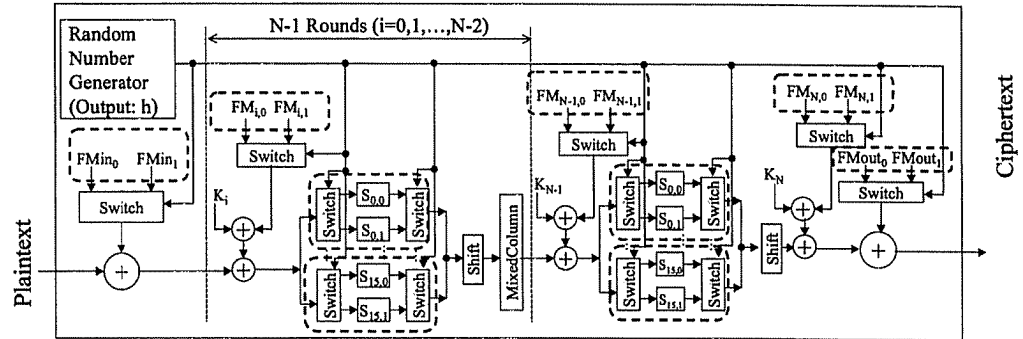 N-1 Rounds (i=0,1,…,N-2)
Random
Number
Generator
(Output: h)
FMin₀ FMin₁
Switch
FMᵢ,₀ FMᵢ,₁
Switch
Kᵢ
Switch
S₀,₀
S₀,₁
Switch
Switch
S₁₅,₀
S₁₅,₁
Switch
Shift
MixedColumn
FM_N-1,0 FM_N-1,1
Switch
K_N-1
Switch
S₀,₀
S₀,₁
Switch
Switch
S₁₅,₀
S₁₅,₁
Switch
Shift
FM_N,0 FM_N,1
Switch
K_N
FMout₀ FMout₁
Switch
Plaintext
Ciphertext